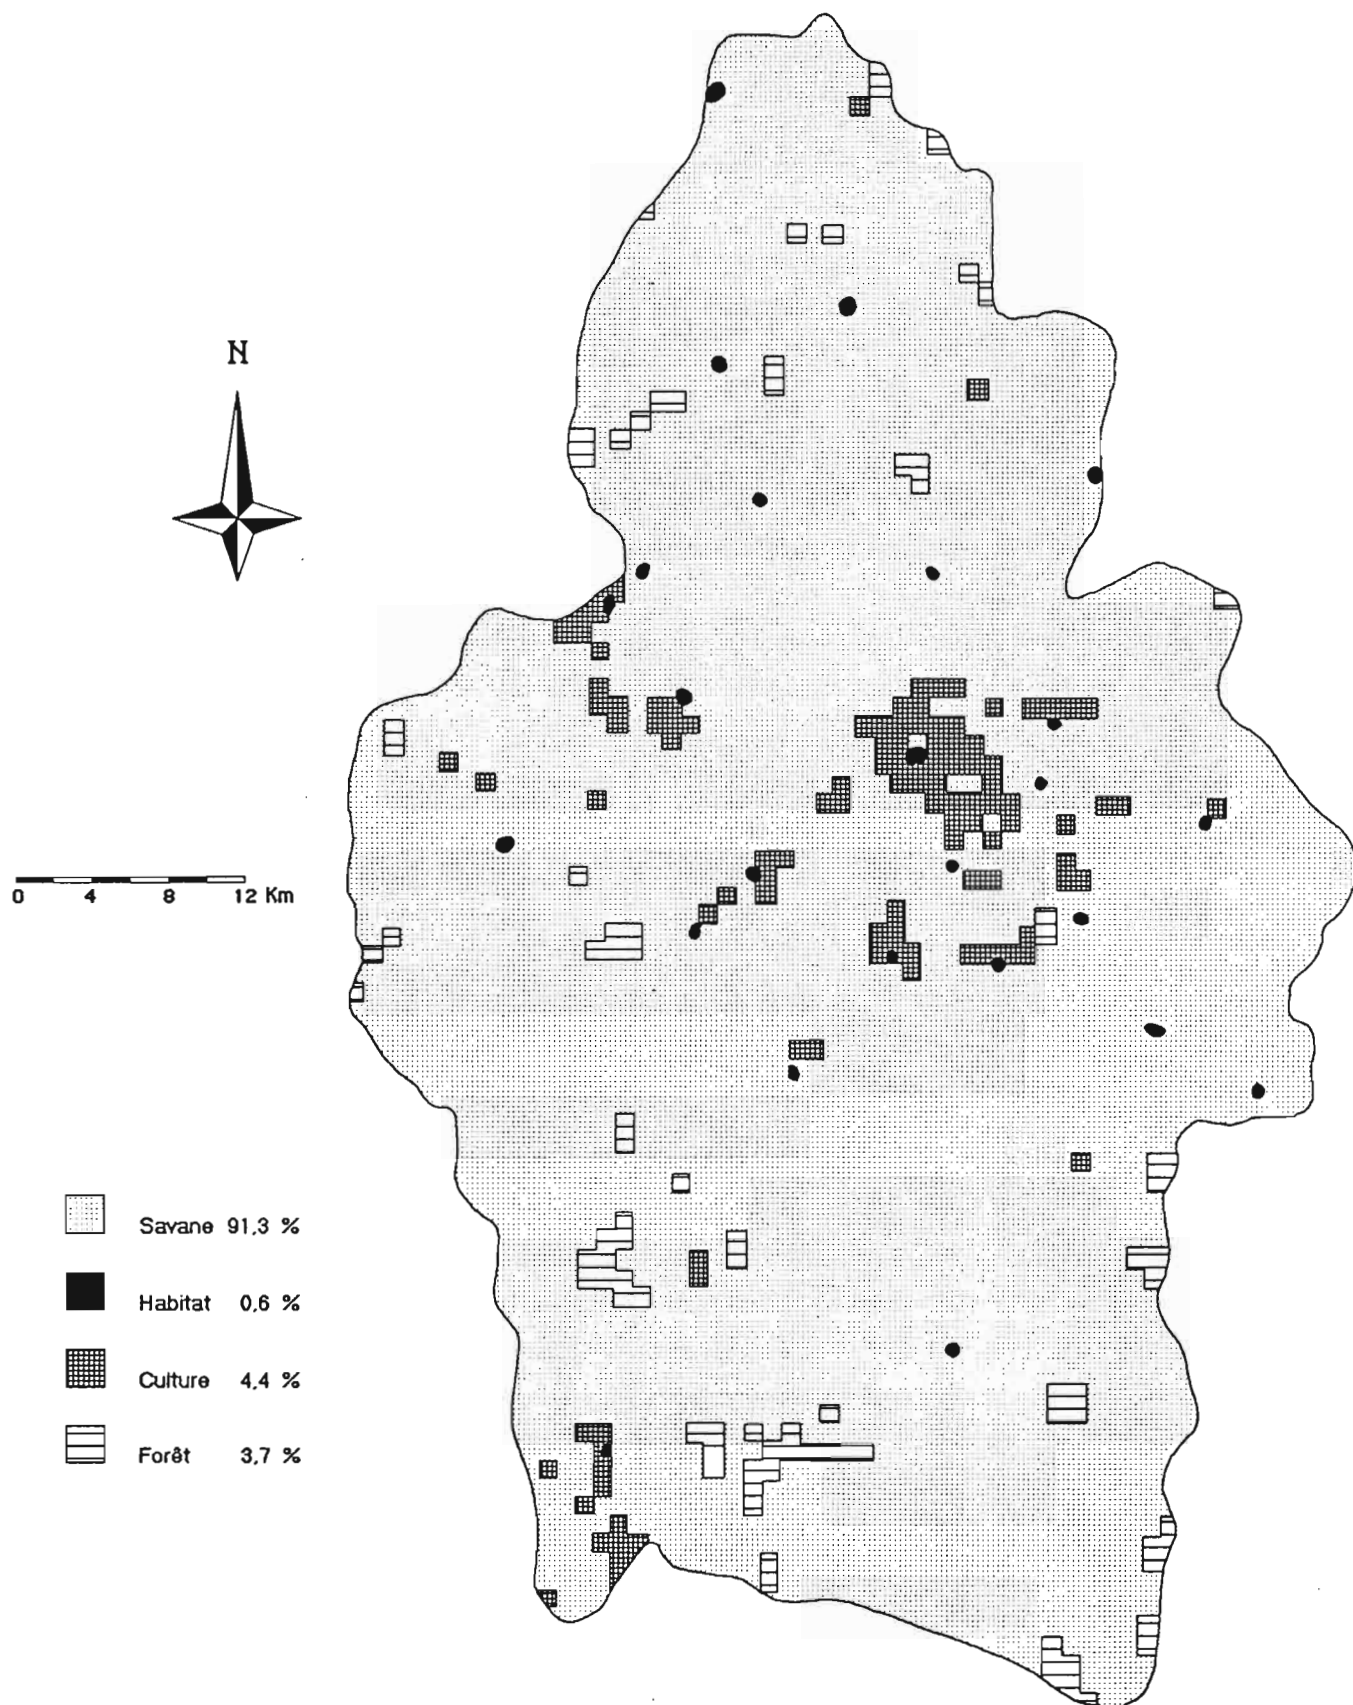 N
0 4 8 12 Km
Savane 91,3 %
Habitat 0,6 %
Culture 4,4 %
Forêt 3,7 %